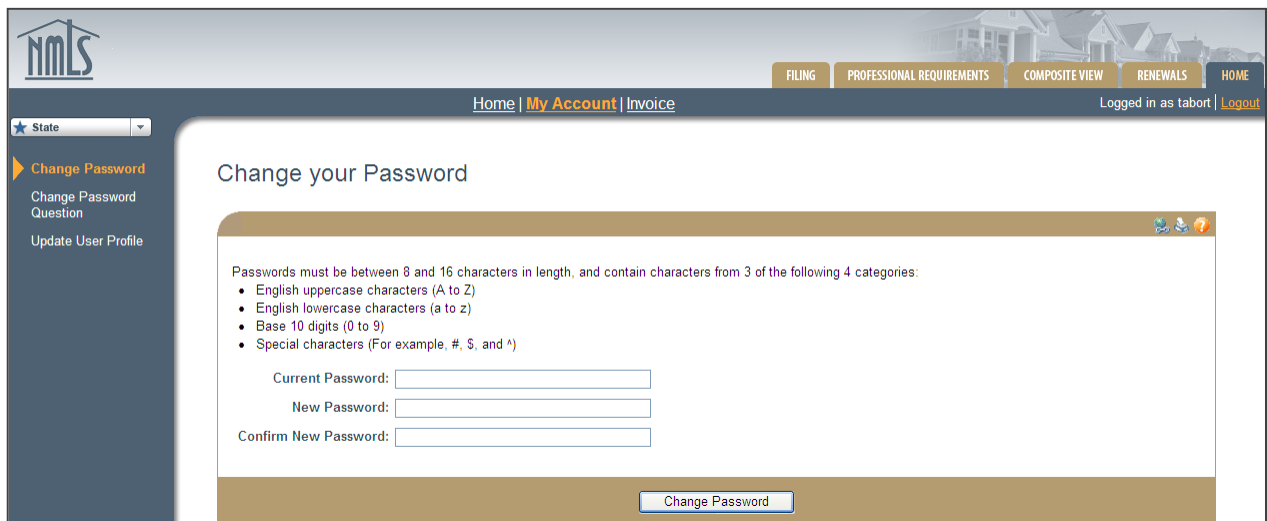 NMLS
FILING PROFESSIONAL REQUIREMENTS COMPOSITE VIEW RENEWALS HOME
Home | My Account | Invoice
Logged in as tabort | Logout
State
Change Password
Change Password
Question
Update User Profile
Change your Password
?
Passwords must be between 8 and 16 characters in length, and contain characters from 3 of the following 4 categories:
• English uppercase characters (A to Z)
• English lowercase characters (a to z)
• Base 10 digits (0 to 9)
• Special characters (For example, #, $, and ^)
Current Password:
New Password:
Confirm New Password:
Change Password